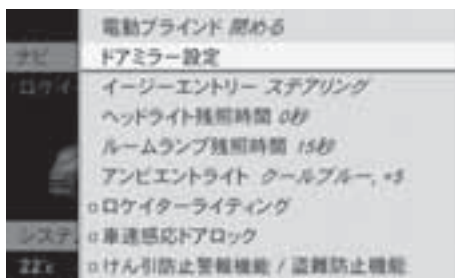 電動ブラインド 閉める
ナビ
ドアミラー設定
ロケイ
イージーエントリー ステアリング
ヘッドライト残照時間 0秒
ルームランプ残照時間 15秒
アンビエントライト クールブルー, +5
ロケイターライティング
システ
車速感応ドアロック
22℃
けん引防止警報機能 / 盗難防止機能